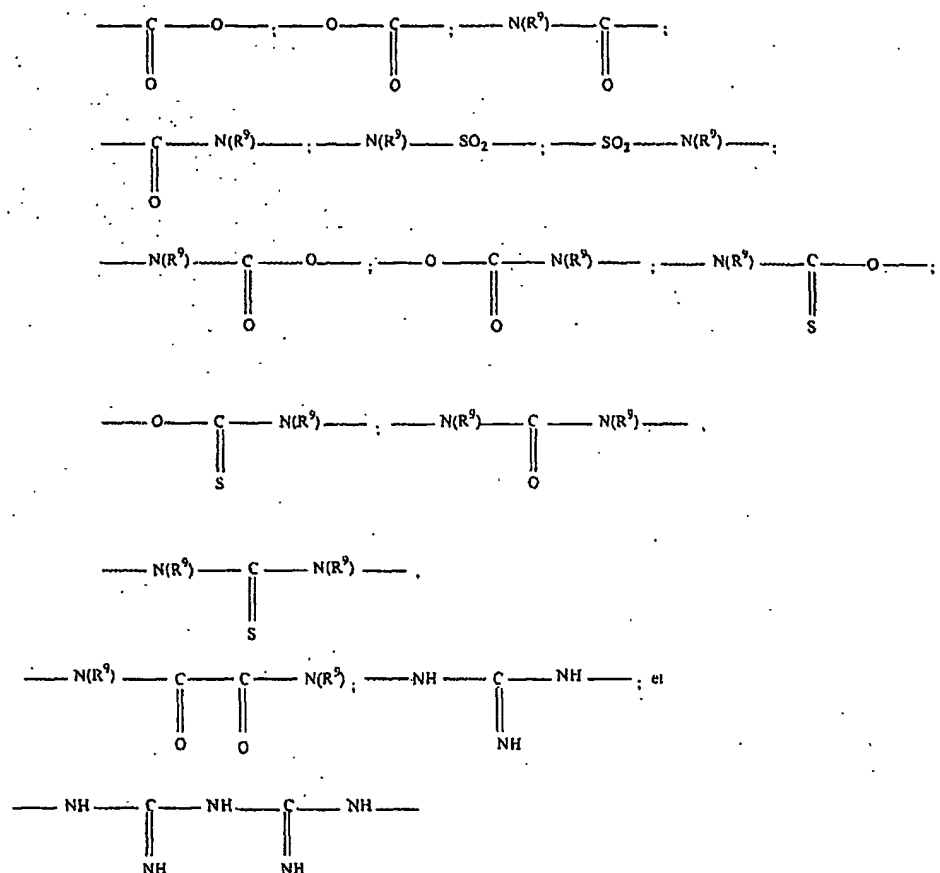 — C — O — ; — O — C — ; — N(R⁹) — C — ;
O O O
— C — N(R⁹) — ; — N(R⁹) — SO₂ — ; — SO₂ — N(R⁹) — ;
O
— N(R⁹) — C — O — ; — O — C — N(R⁹) — ; — N(R⁹) — C — O — ;
O O S
— O — C — N(R⁹) — ; — N(R⁹) — C — N(R⁹) — ,
S O
— N(R⁹) — C — N(R⁹) — ,
S
— N(R⁹) — C — C — N(R⁹) ; — NH — C — NH — ; et
O O NH
— NH — C — NH — C — NH —
NH NH